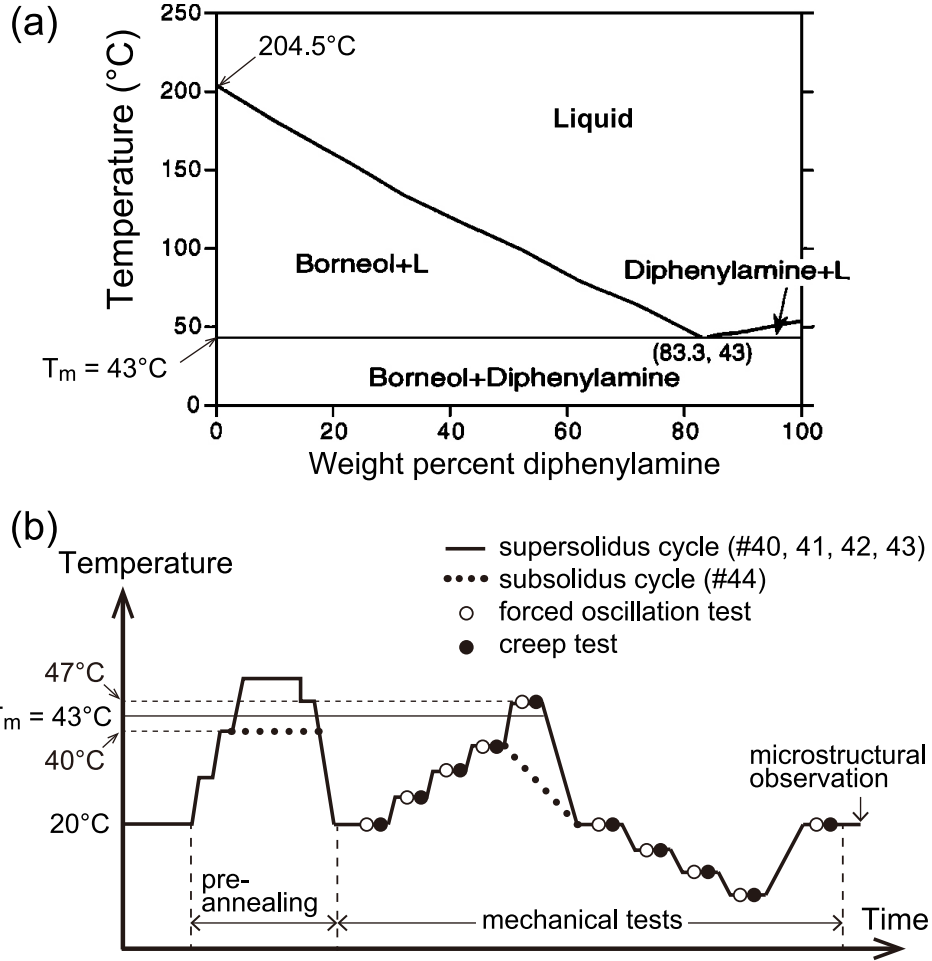 (a)
Temperature (°C)
250
200
150
100
50
0
204.5°C
Liquid
Borneol+L
Diphenylamine+L
(83.3, 43)
Tm = 43°C
Borneol+Diphenylamine
0 20 40 60 80 100
Weight percent diphenylamine
(b)
Temperature
supersolidus cycle (#40, 41, 42, 43)
subsolidus cycle (#44)
forced oscillation test
creep test
47°C
Tm = 43°C
40°C
20°C
microstructural
observation
pre-
annealing
mechanical tests
Time